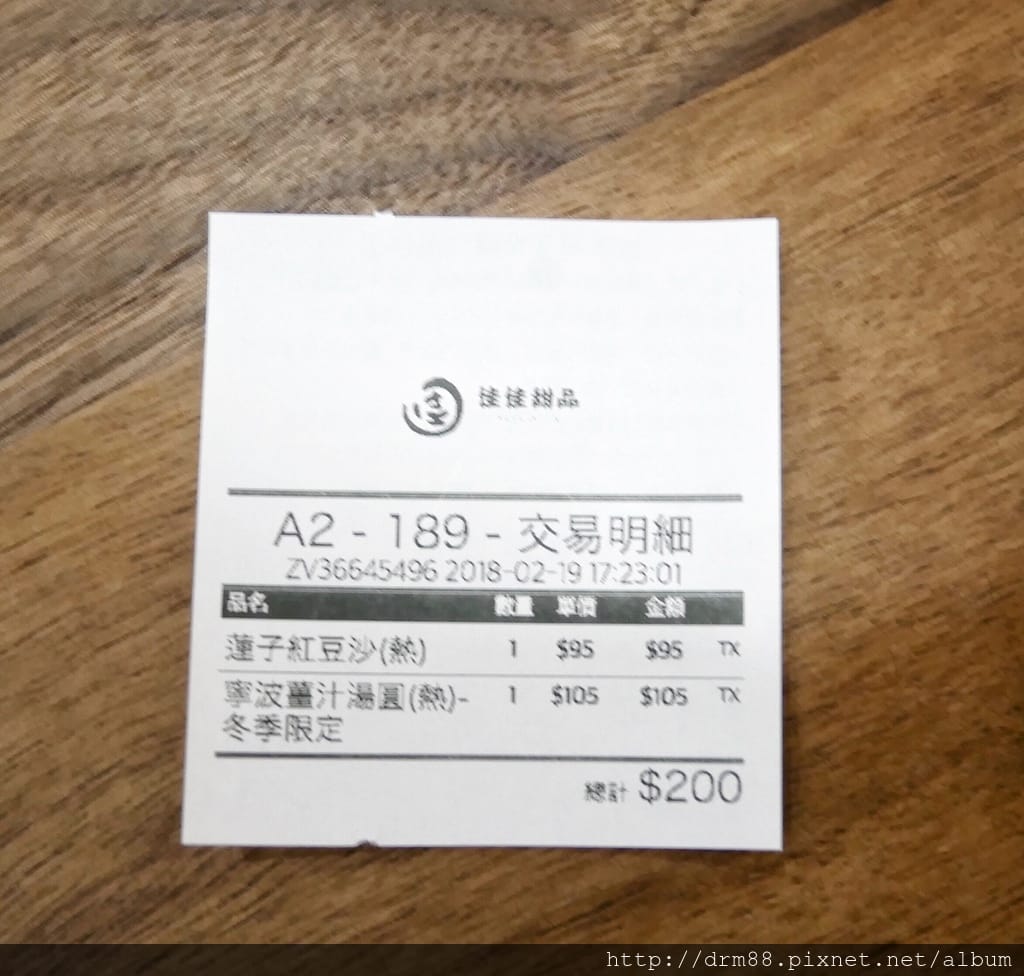 佳佳甜品
A2 - 189 - 交易明細
ZV36645496 2018-02-19 17:23:01
品名 數量 單價 金額
蓮子紅豆沙(熱) 1 $95 $95 TX
寧波薑汁湯圓(熱)- 1 $105 $105 TX
冬季限定
總計 $200
http://drm88.pixnet.net/album